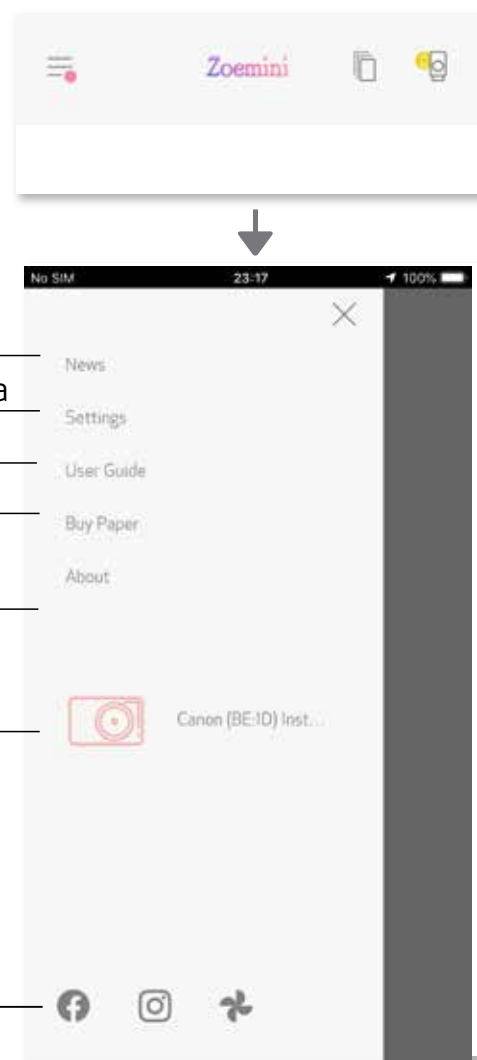 Zoemini
No SIM 23:17 100%
News
a
Settings
User Guide
Buy Paper
About
Canon (BE:1D) Inst...